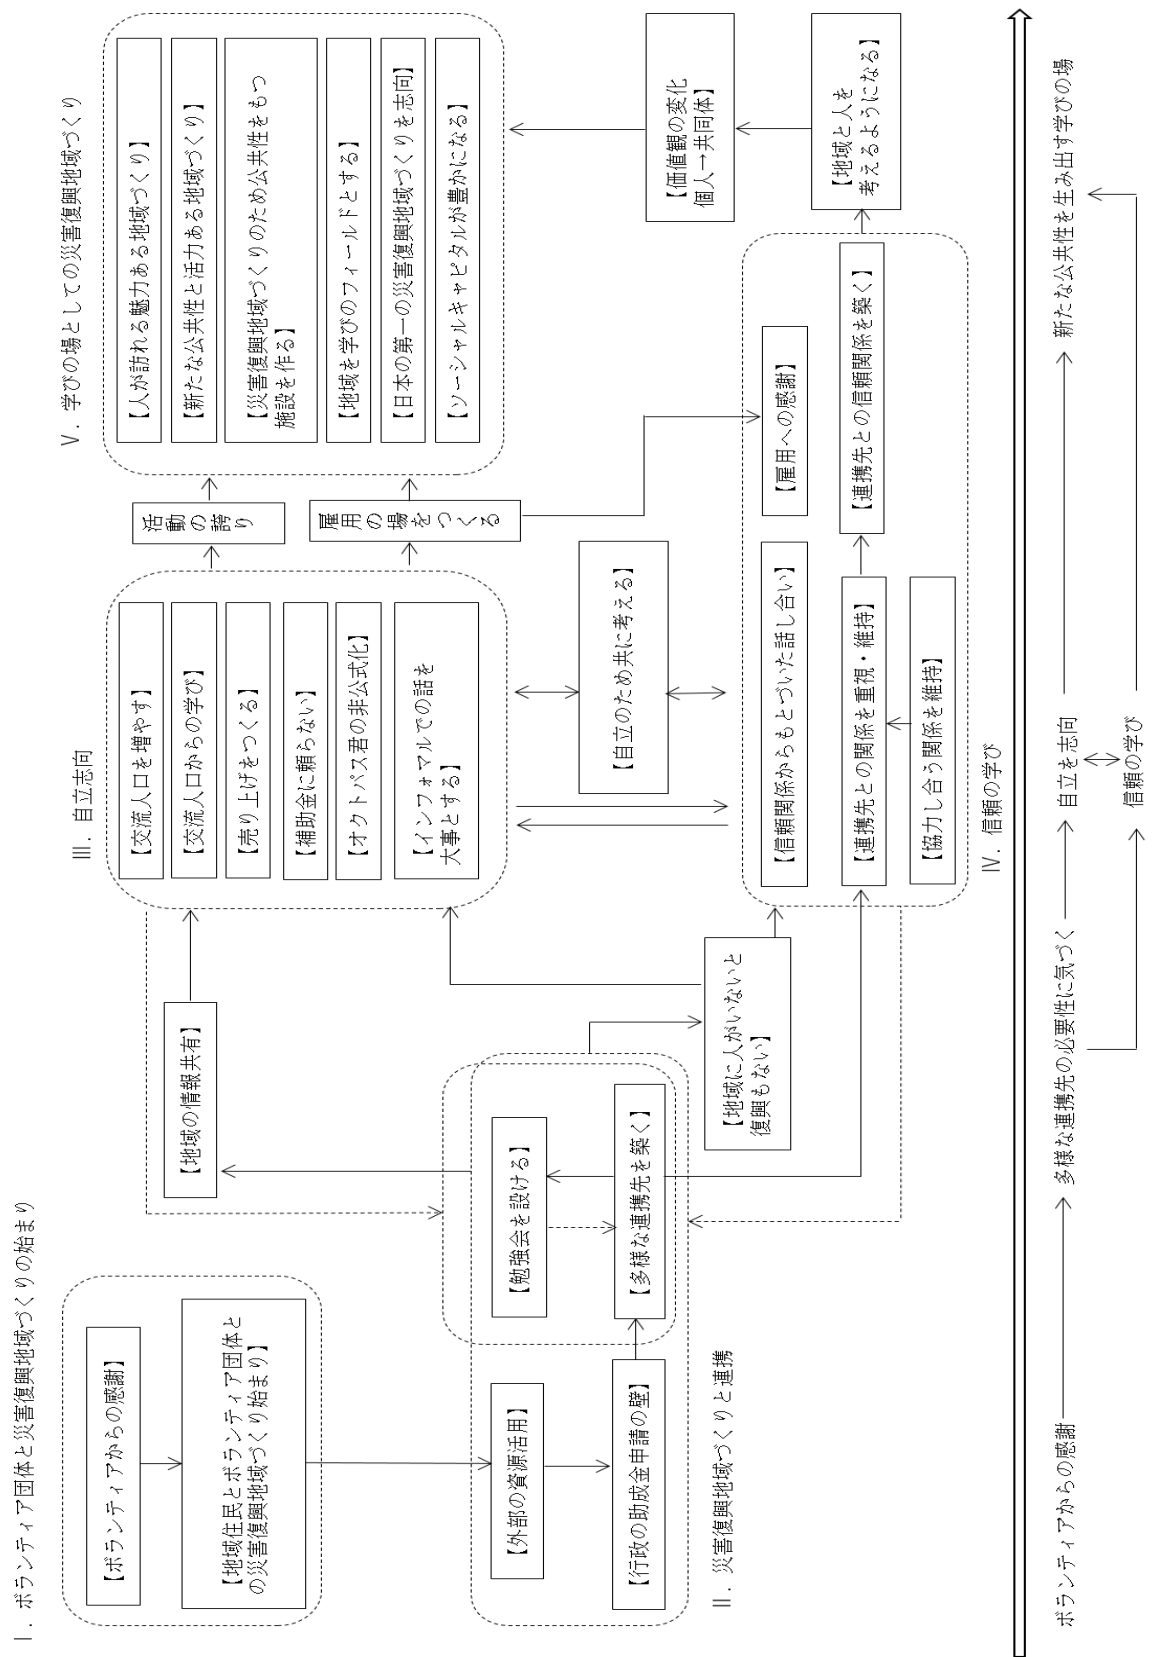 Ⅰ．ボランティア団体と災害復興地域づくりの始まり
【ボランティアからの感謝】
【地域住民とボランティア団体と
の災害復興地域づくり始まり】
【外部の資源活用】
【行政の助成金申請の壁】
Ⅱ．災害復興地域づくりと連携
【勉強会を設ける】
【多様な連携先を築く】
【地域の情報共有】
【地域に人がいないと
復興もない】
Ⅲ．自立志向
【交流人口を増やす】
【交流人口からの学び】
【売り上げをつくる】
【補助金に頼らない】
【オクトパス君の非公式化】
【インフォマルでの話を
大事とする】
【自立のため共に考える】
【信頼関係からもとづいた話し合い】
【連携先との関係を重視・維持】
【協力し合う関係を維持】
Ⅳ．信頼の学び
【雇用への感謝】
【連携先との信頼関係を築く】
活動の誇り
雇用の場をつくる
Ⅴ．学びの場としての災害復興地域づくり
【人が訪れる魅力ある地域づくり】
【新たな公共性と活力ある地域づくり】
【災害復興地域づくりのため公共性をもつ
施設を作る】
【地域を学びのフィールドとする】
【日本の第一の災害復興地域づくりを志向】
【ソーシャルキャピタルが豊かになる】
【価値観の変化
個人→共同体】
【地域と人を
考えるようになる】
ボランティアからの感謝
多様な連携先の必要性に気づく
自立を志向
信頼の学び
新たな公共性を生み出す学びの場